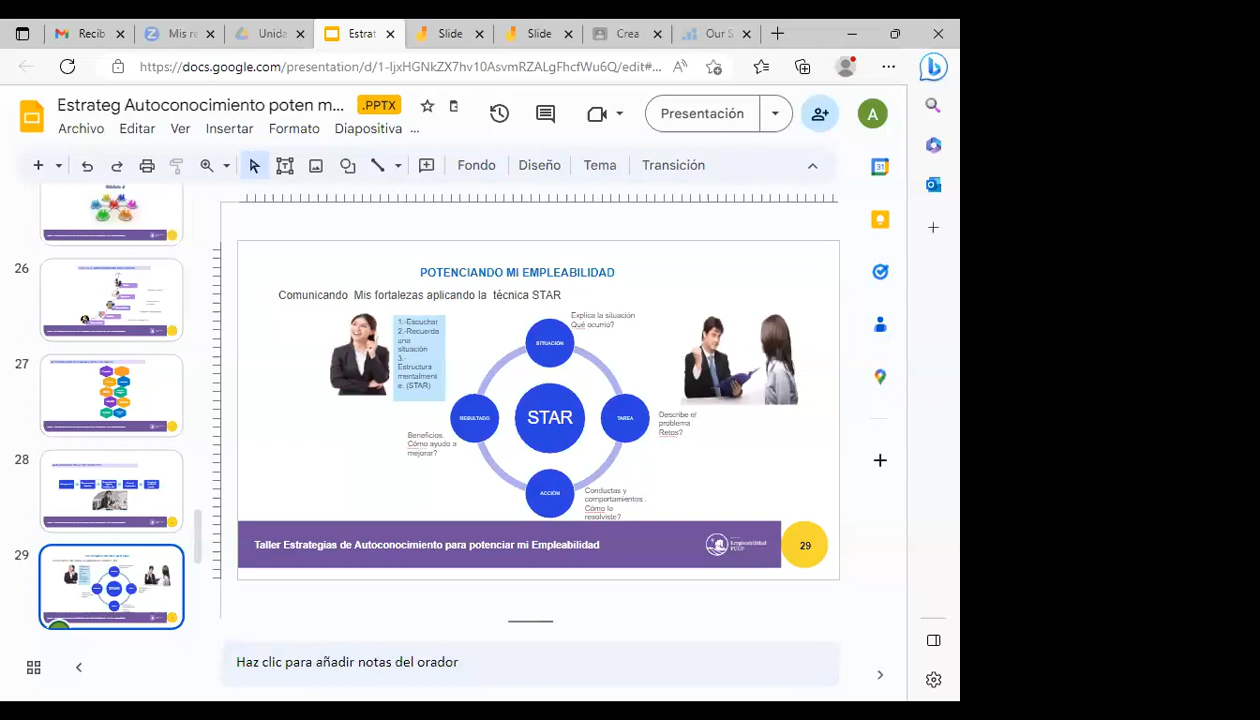 Recib
Mis re
Unida
Estrat
Slide
Slide
Crea
Our S
https://docs.google.com/presentation/d/1-ljxHGNkZX7hv10AsvmRZALgFhcfWu6Q/edit#...
Estrateg Autoconocimiento poten m...
.PPTX
Archivo Editar Ver Insertar Formato Diapositiva ...
Presentación
A
Fondo Diseño Tema Transición
31
26
27
28
29
POTENCIANDO MI EMPLEABILIDAD
Comunicando Mis fortalezas aplicando la técnica STAR
1.-Escuchar
2.-Recuerda
una
situación
3.-
Estructura
mentalment
e. (STAR)
Explica la situación
Qué ocurrio?
SITUACIÓN
RESULTADO
STAR
TAREA
Describe el
problema
Retos?
Beneficios.
Cómo ayudo a
mejorar?
ACCIÓN
Conductas y
comportamientos .
Cómo lo
resolviste?
Taller Estrategias de Autoconocimiento para potenciar mi Empleabilidad
Empleabilidad
PUCP
29
Haz clic para añadir notas del orador